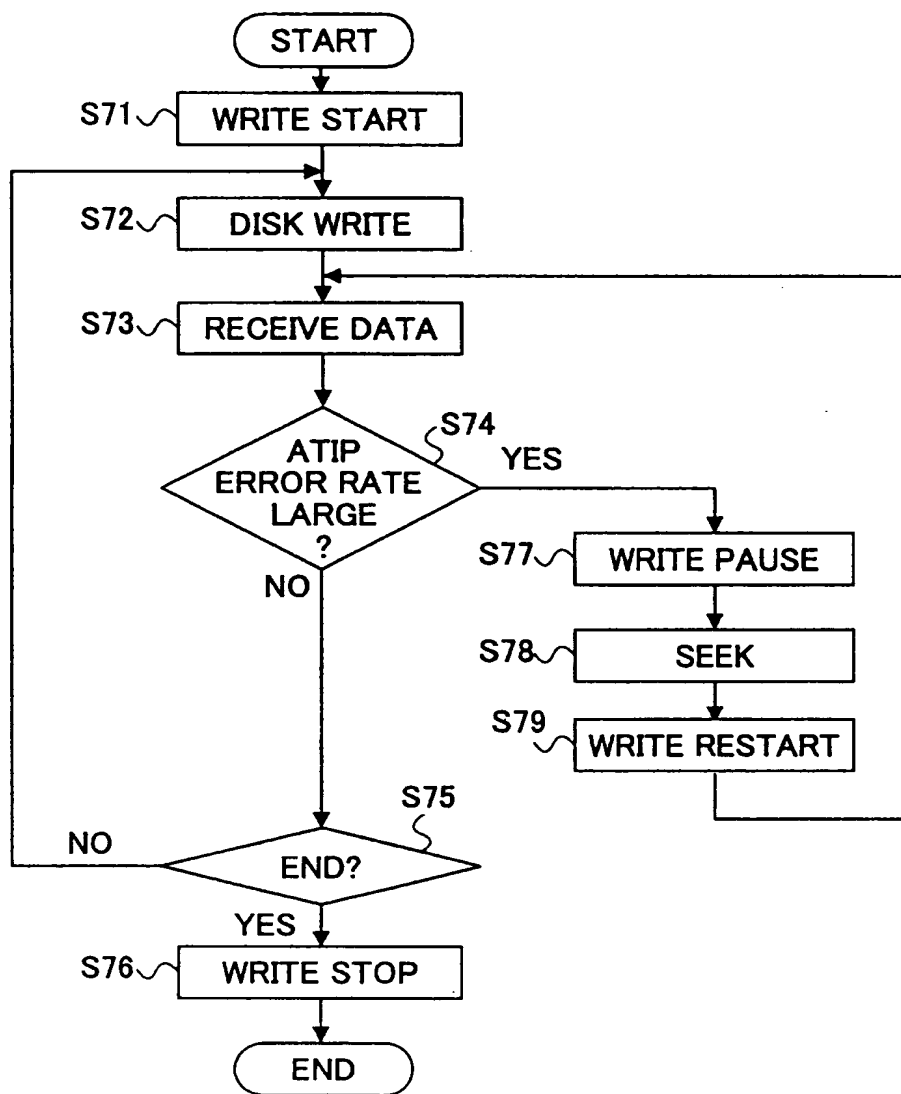 START
S71
WRITE START
S72
DISK WRITE
S73
RECEIVE DATA
S74
ATIP
ERROR RATE
LARGE
?
YES
NO
S77
WRITE PAUSE
S78
SEEK
S79
WRITE RESTART
S75
NO
END?
YES
S76
WRITE STOP
END